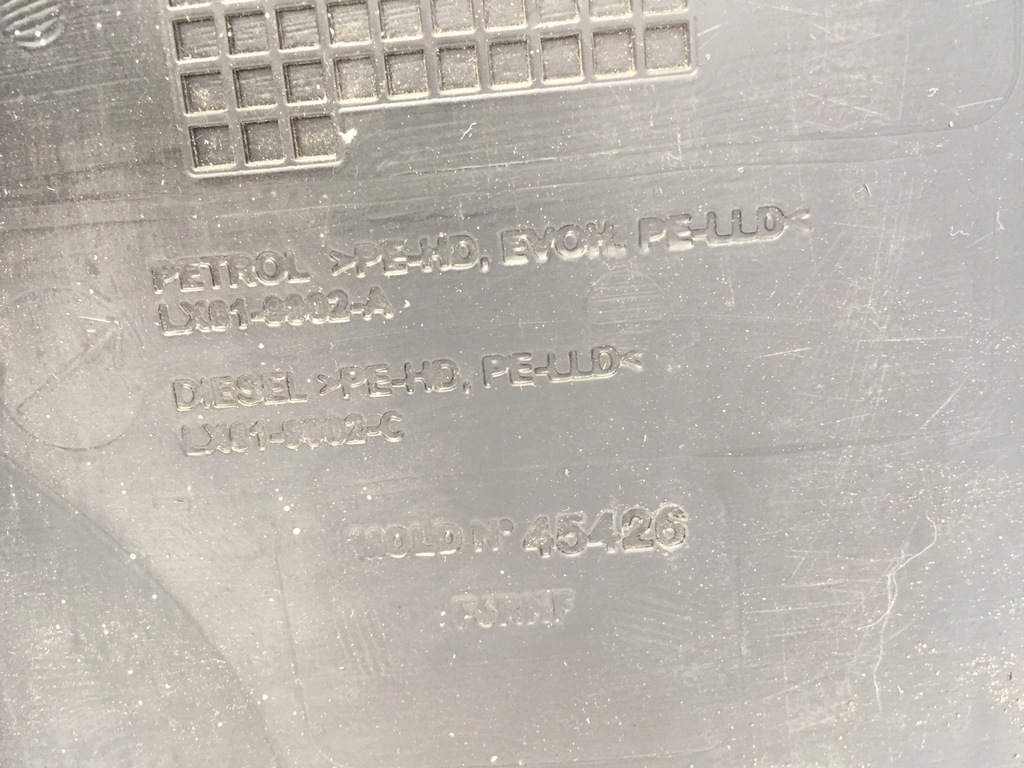 PETROL >PE-HD, EVOH, PE-LLD<
LX61-9002-A
DIESEL >PE-HD, PE-LLD<
LX61-9002-C
MOLD N° 45426